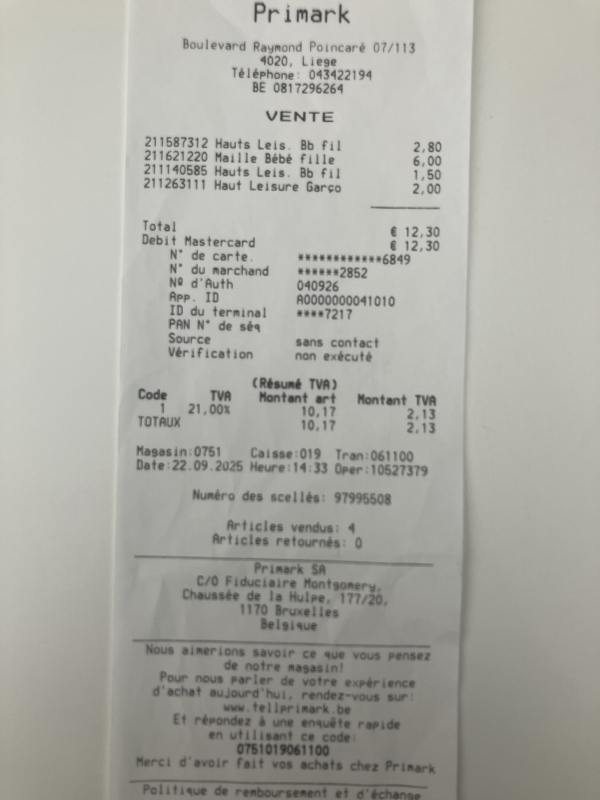 Primark
Boulevard Raymond Poincaré 07/113
4020, Liege
Téléphone: 043422194
BE 0817296264
VENTE
211587312 Hauts Leis. Bb fil 2,80
211621220 Maille Bébé fille 6,00
211140585 Hauts Leis. Bb fil 1,50
211263111 Haut Leisure Garço 2,00
Total € 12,30
Debit Mastercard € 12,30
N° de carte. ************6849
N° du marchand ******2852
Nº d'Auth 040926
App. ID A0000000041010
ID du terminal ****7217
PAN N° de séq
Source sans contact
Vérification non exécuté
(Résumé TVA)
Code TVA Montant art Montant TVA
1 21,00% 10,17 2,13
TOTAUX 10,17 2,13
Magasin:0751 Caisse:019 Tran:061100
Date:22.09.2025 Heure:14:33 Oper:10527379
Numéro des scellés: 97995508
Articles vendus: 4
Articles retournés: 0
Primark SA
C/O Fiduciaire Montgomery,
Chaussée de la Hulpe, 177/20,
1170 Bruxelles
Belgique
Nous aimerions savoir ce que vous pensez
de notre magasin!
Pour nous parler de votre expérience
d'achat aujourd'hui, rendez-vous sur:
www.tellprimark.be
Et répondez à une enquête rapide
en utilisant ce code:
0751019061100
Merci d'avoir fait vos achats chez Primark
Politique de remboursement et d'échange